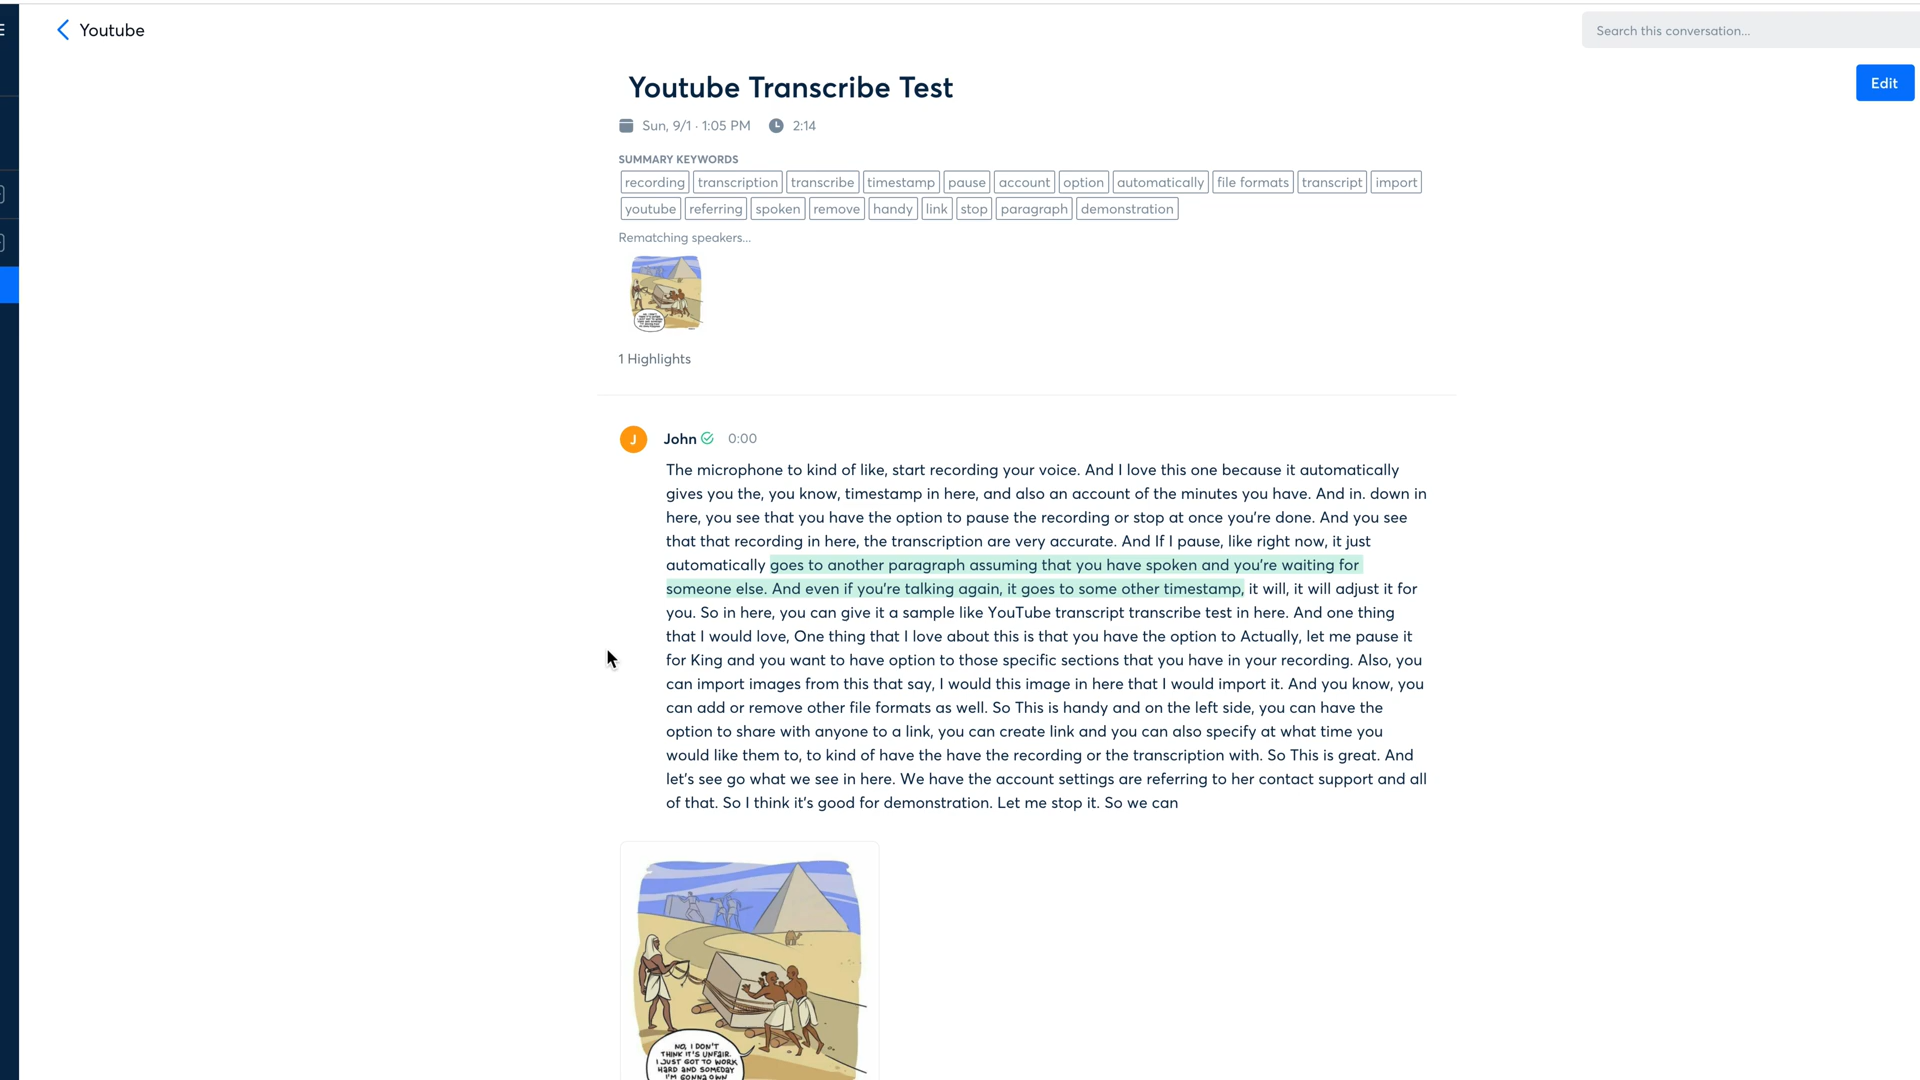 Youtube
Search this conversation...
Youtube Transcribe Test
Edit
Sun, 9/1 · 1:05 PM 2:14
SUMMARY KEYWORDS
recording transcription transcribe timestamp pause account option automatically file formats transcript import
youtube referring spoken remove handy link stop paragraph demonstration
Rematching speakers...
1 Highlights
J John 0:00
The microphone to kind of like, start recording your voice. And I love this one because it automatically
gives you the, you know, timestamp in here, and also an account of the minutes you have. And in. down in
here, you see that you have the option to pause the recording or stop at once you're done. And you see
that that recording in here, the transcription are very accurate. And If I pause, like right now, it just
automatically goes to another paragraph assuming that you have spoken and you're waiting for
someone else. And even if you're talking again, it goes to some other timestamp, it will, it will adjust it for
you. So in here, you can give it a sample like YouTube transcript transcribe test in here. And one thing
that I would love, One thing that I love about this is that you have the option to Actually, let me pause it
for King and you want to have option to those specific sections that you have in your recording. Also, you
can import images from this that say, I would this image in here that I would import it. And you know, you
can add or remove other file formats as well. So This is handy and on the left side, you can have the
option to share with anyone to a link, you can create link and you can also specify at what time you
would like them to, to kind of have the have the recording or the transcription with. So This is great. And
let's see go what we see in here. We have the account settings are referring to her contact support and all
of that. So I think it's good for demonstration. Let me stop it. So we can
NO, I DON'T
THINK IT'S UNFAIR.
I JUST GOT TO WORK
HARD AND SOMEDAY
I'M GONNA OWN